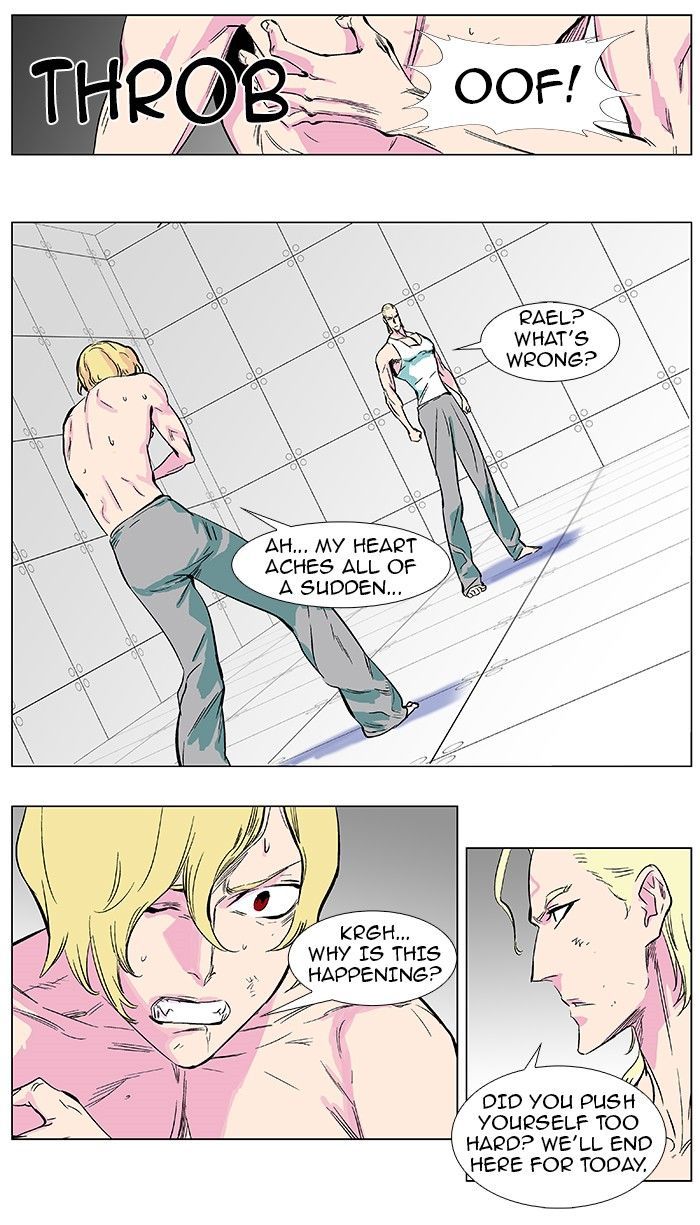 THROB
OOF!
RAEL?
WHAT'S
WRONG?
AH... MY HEART
ACHES ALL OF
A SUDDEN...
KRGH...
WHY IS THIS
HAPPENING?
DID YOU PUSH
YOURSELF TOO
HARD? WE'LL END
HERE FOR TODAY.